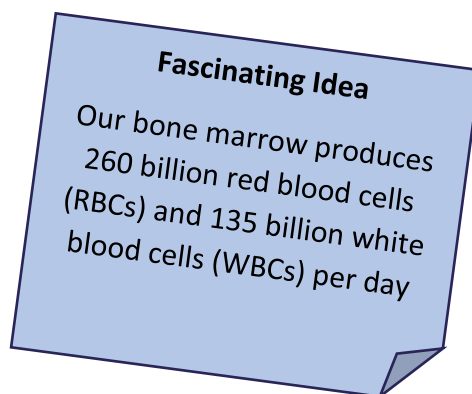 Fascinating Idea
Our bone marrow produces
260 billion red blood cells
(RBCs) and 135 billion white
blood cells (WBCs) per day